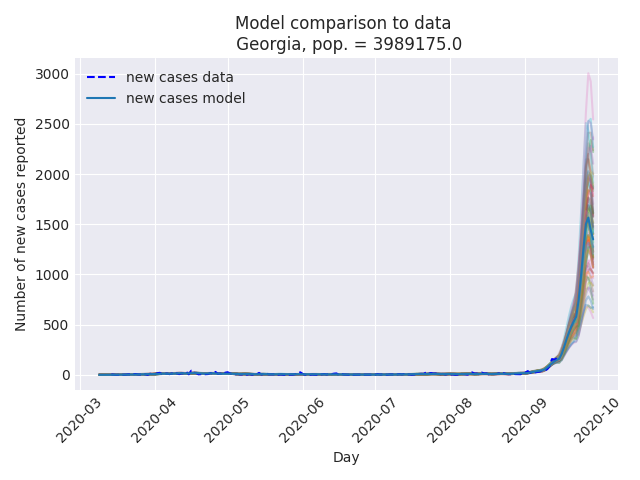 Model comparison to data
Georgia, pop. = 3989175.0
new cases data
new cases model
Number of new cases reported
3000
2500
2000
1500
1000
500
0
2020-03
2020-04
2020-05
2020-06
2020-07
2020-08
2020-09
2020-10
Day